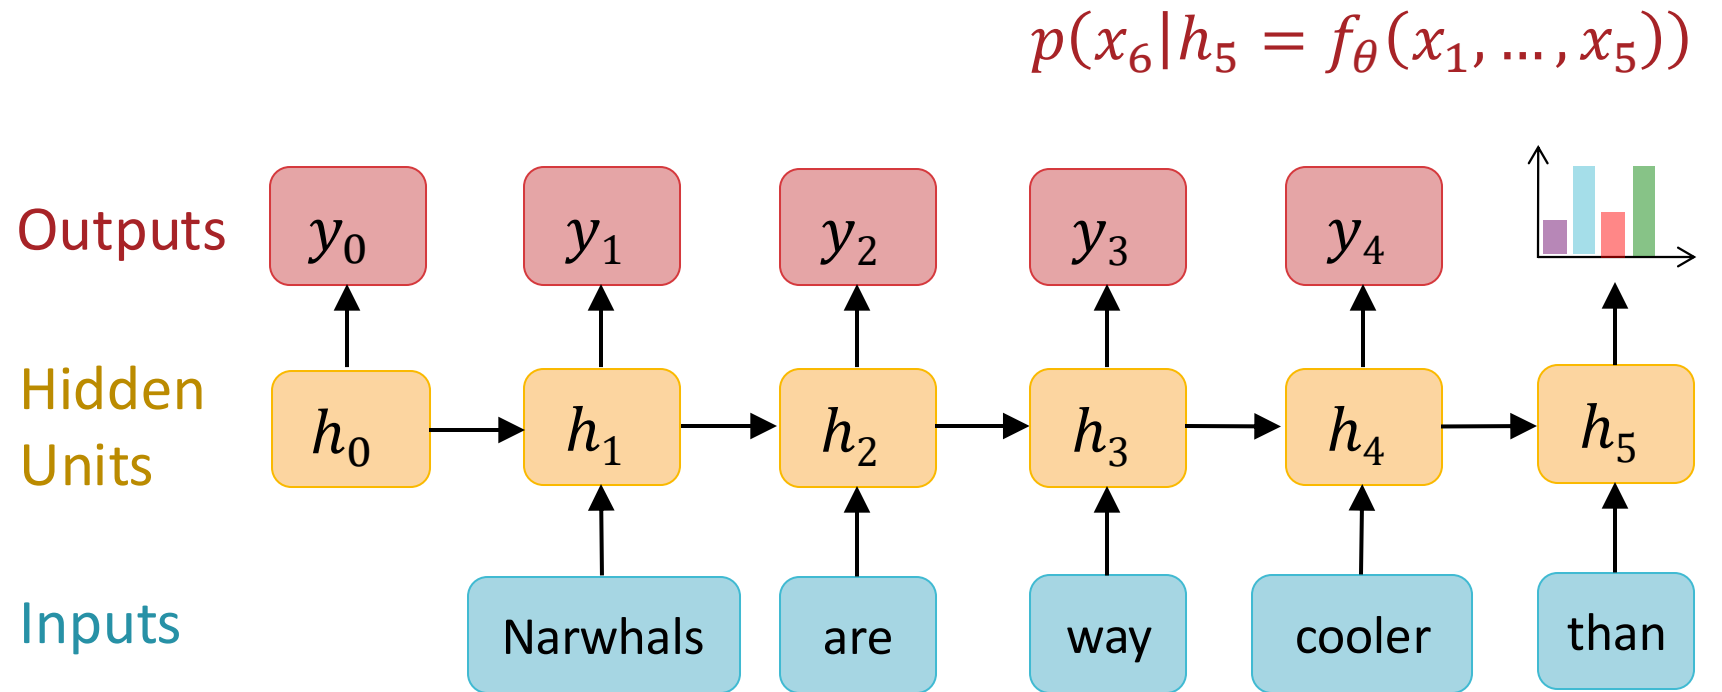 p(x₆|h₅ = f_θ(x₁, … , x₅))
Outputs
y₀ y₁ y₂ y₃ y₄
Hidden
Units
h₀ h₁ h₂ h₃ h₄ h₅
Inputs
Narwhals are way cooler than